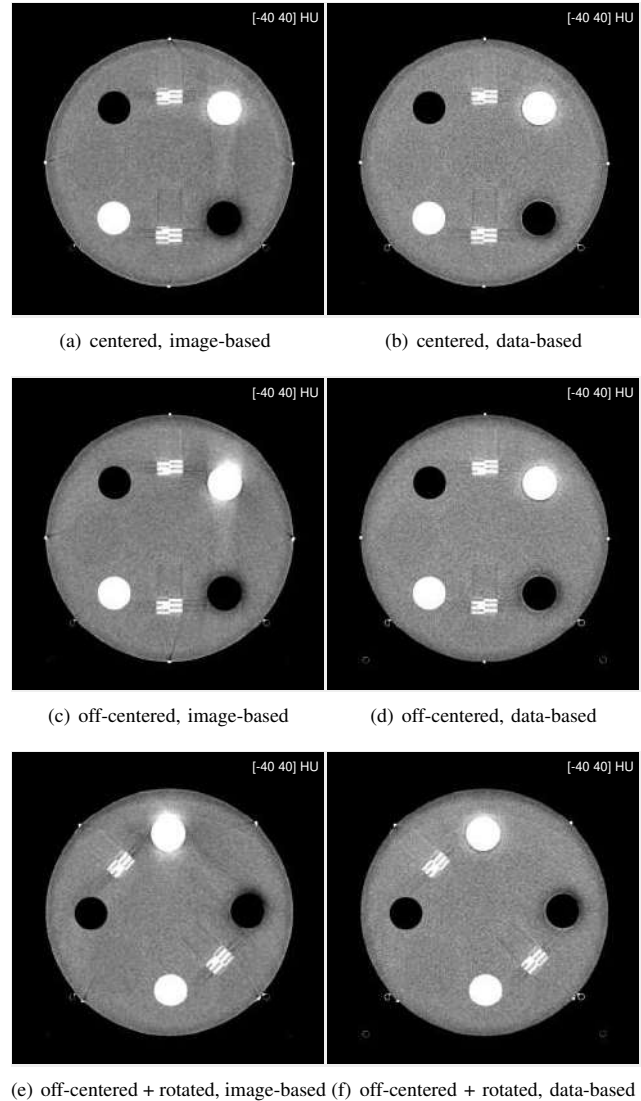 [-40 40] HU [-40 40] HU
(a) centered, image-based (b) centered, data-based
[-40 40] HU [-40 40] HU
(c) off-centered, image-based (d) off-centered, data-based
[-40 40] HU [-40 40] HU
(e) off-centered + rotated, image-based (f) off-centered + rotated, data-based